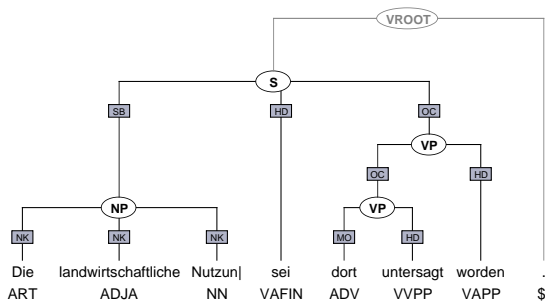 VROOT
S
SB HD OC
VP
OC HD
NP VP
NK NK NK MO HD
Die landwirtschaftliche Nutzun| sei dort untersagt worden .
ART ADJA NN VAFIN ADV VVPP VAPP $